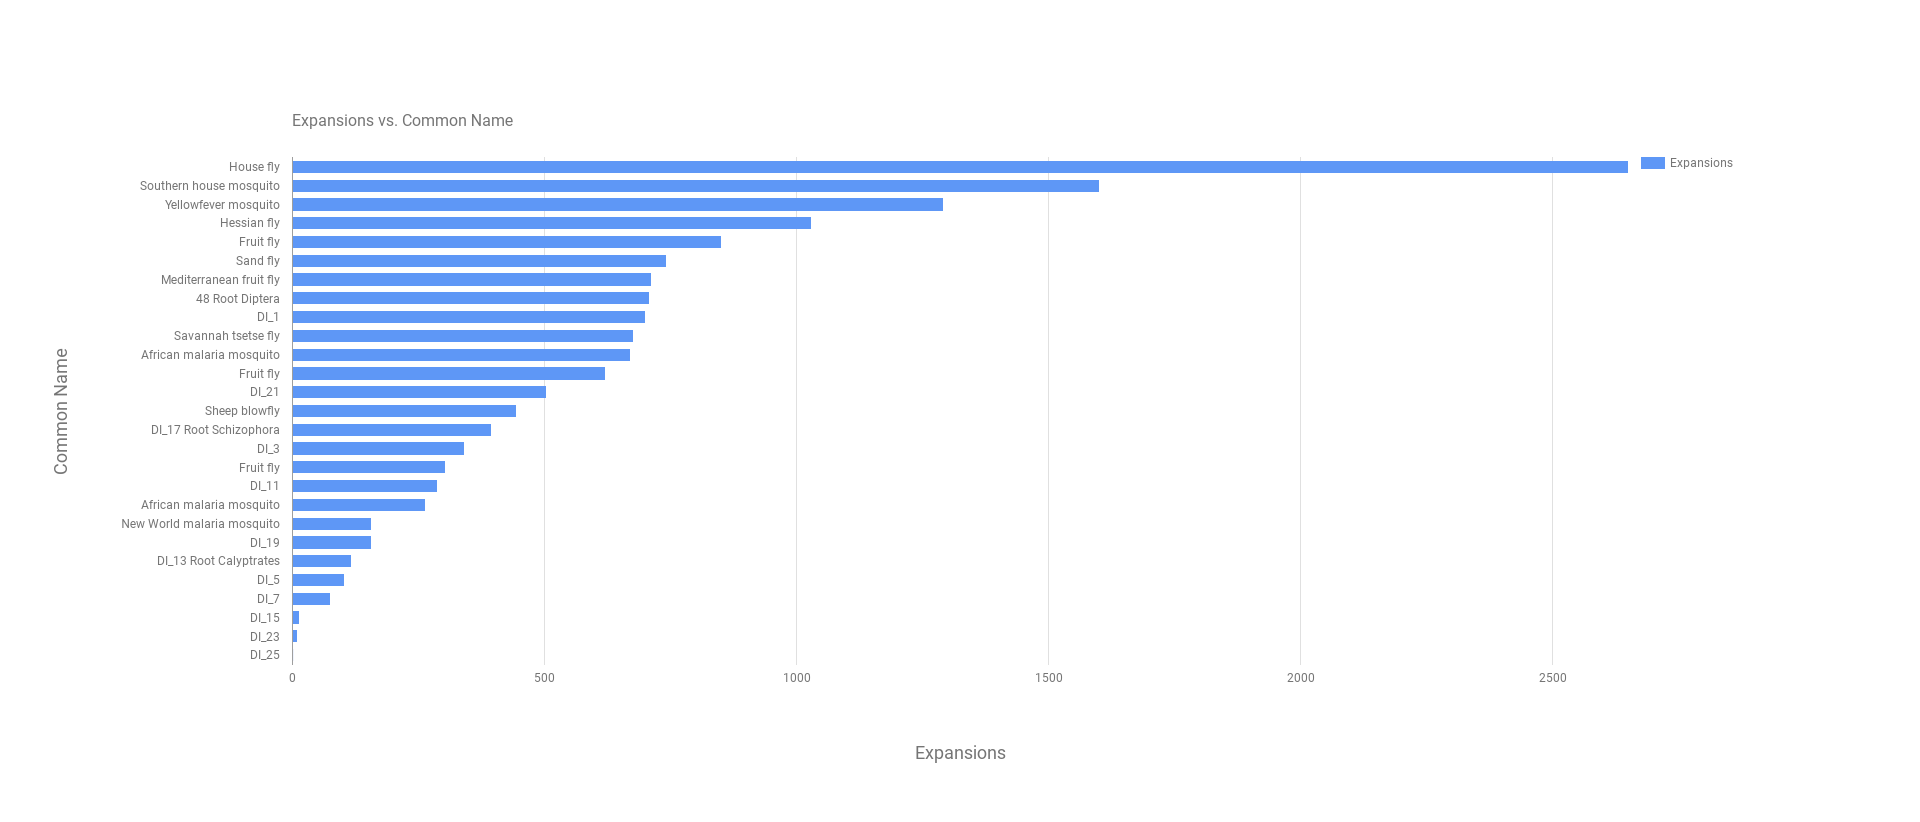 Expansions vs. Common Name
House fly
Southern house mosquito
Yellowfever mosquito
Hessian fly
Fruit fly
Sand fly
Mediterranean fruit fly
48 Root Diptera
DI_1
Savannah tsetse fly
African malaria mosquito
Fruit fly
DI_21
Sheep blowfly
DI_17 Root Schizophora
DI_3
Fruit fly
DI_11
African malaria mosquito
New World malaria mosquito
DI_19
DI_13 Root Calyptrates
DI_5
DI_7
DI_15
DI_23
DI_25
Common Name
0 500 1000 1500 2000 2500
Expansions
Expansions